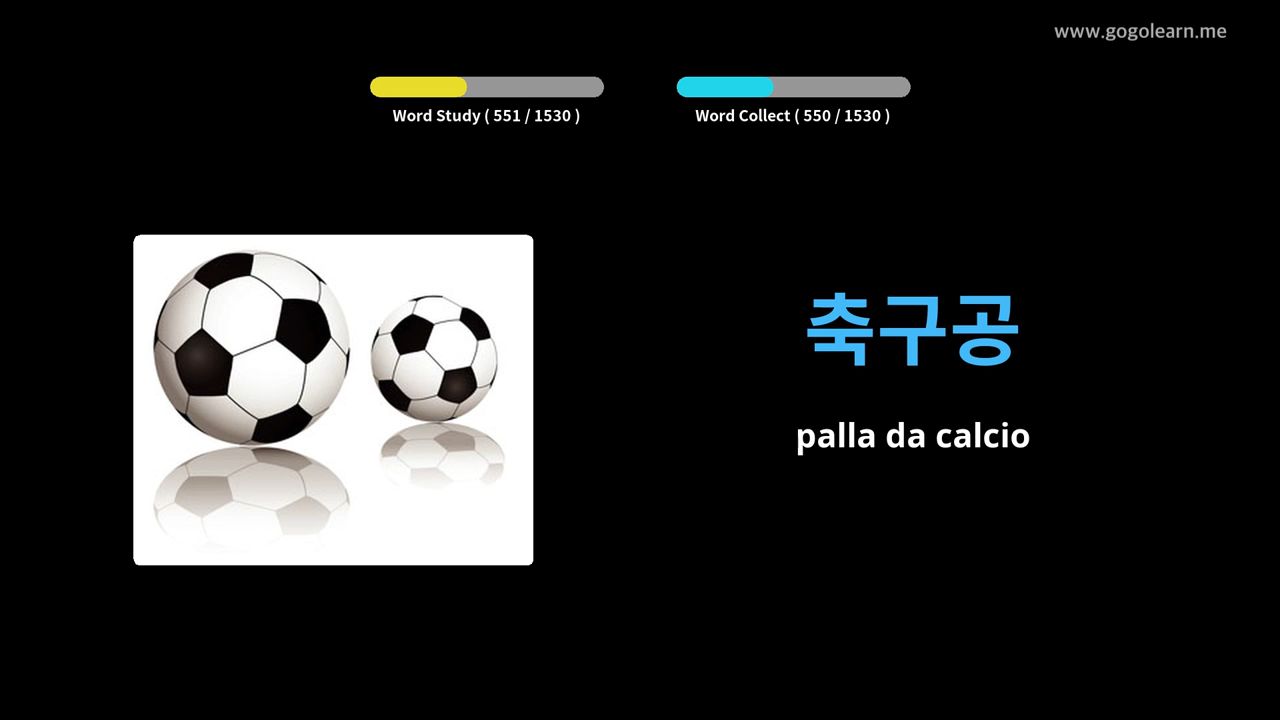 www.gogolearn.me
Word Study ( 551 / 1530 )
Word Collect ( 550 / 1530 )
축구공
palla da calcio